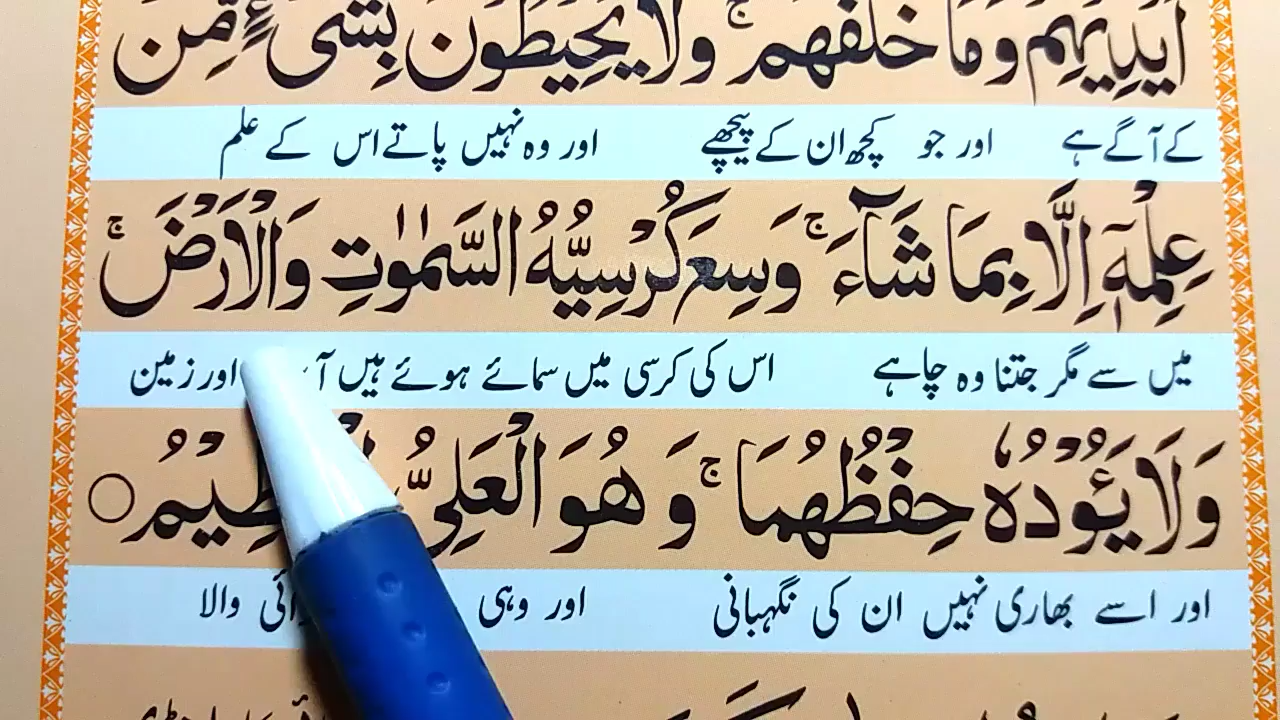 اَيْدِيْهِمْ وَمَا خَلْفَهُمْ ۚ وَلَا يُحِيْطُوْنَ بِشَيْءٍ مِّنْ
کے آگے ہے اور جو کچھ ان کے پیچھے اور وہ نہیں پاتے اس کے علم
عِلْمِهٖٓ اِلَّا بِمَا شَآءَ ۚ وَسِعَ كُرْسِيُّهُ السَّمٰوٰتِ وَالْاَرْضَ ۚ
میں سے مگر جتنا وہ چاہے اس کی کرسی میں سمائے ہوئے ہیں اور زمین
وَلَا يَـُٔوْدُهٗ حِفْظُهُمَا ۚ وَهُوَ الْعَلِيُّ
اور اسے بھاری نہیں ان کی نگہبانی اور وہی والا